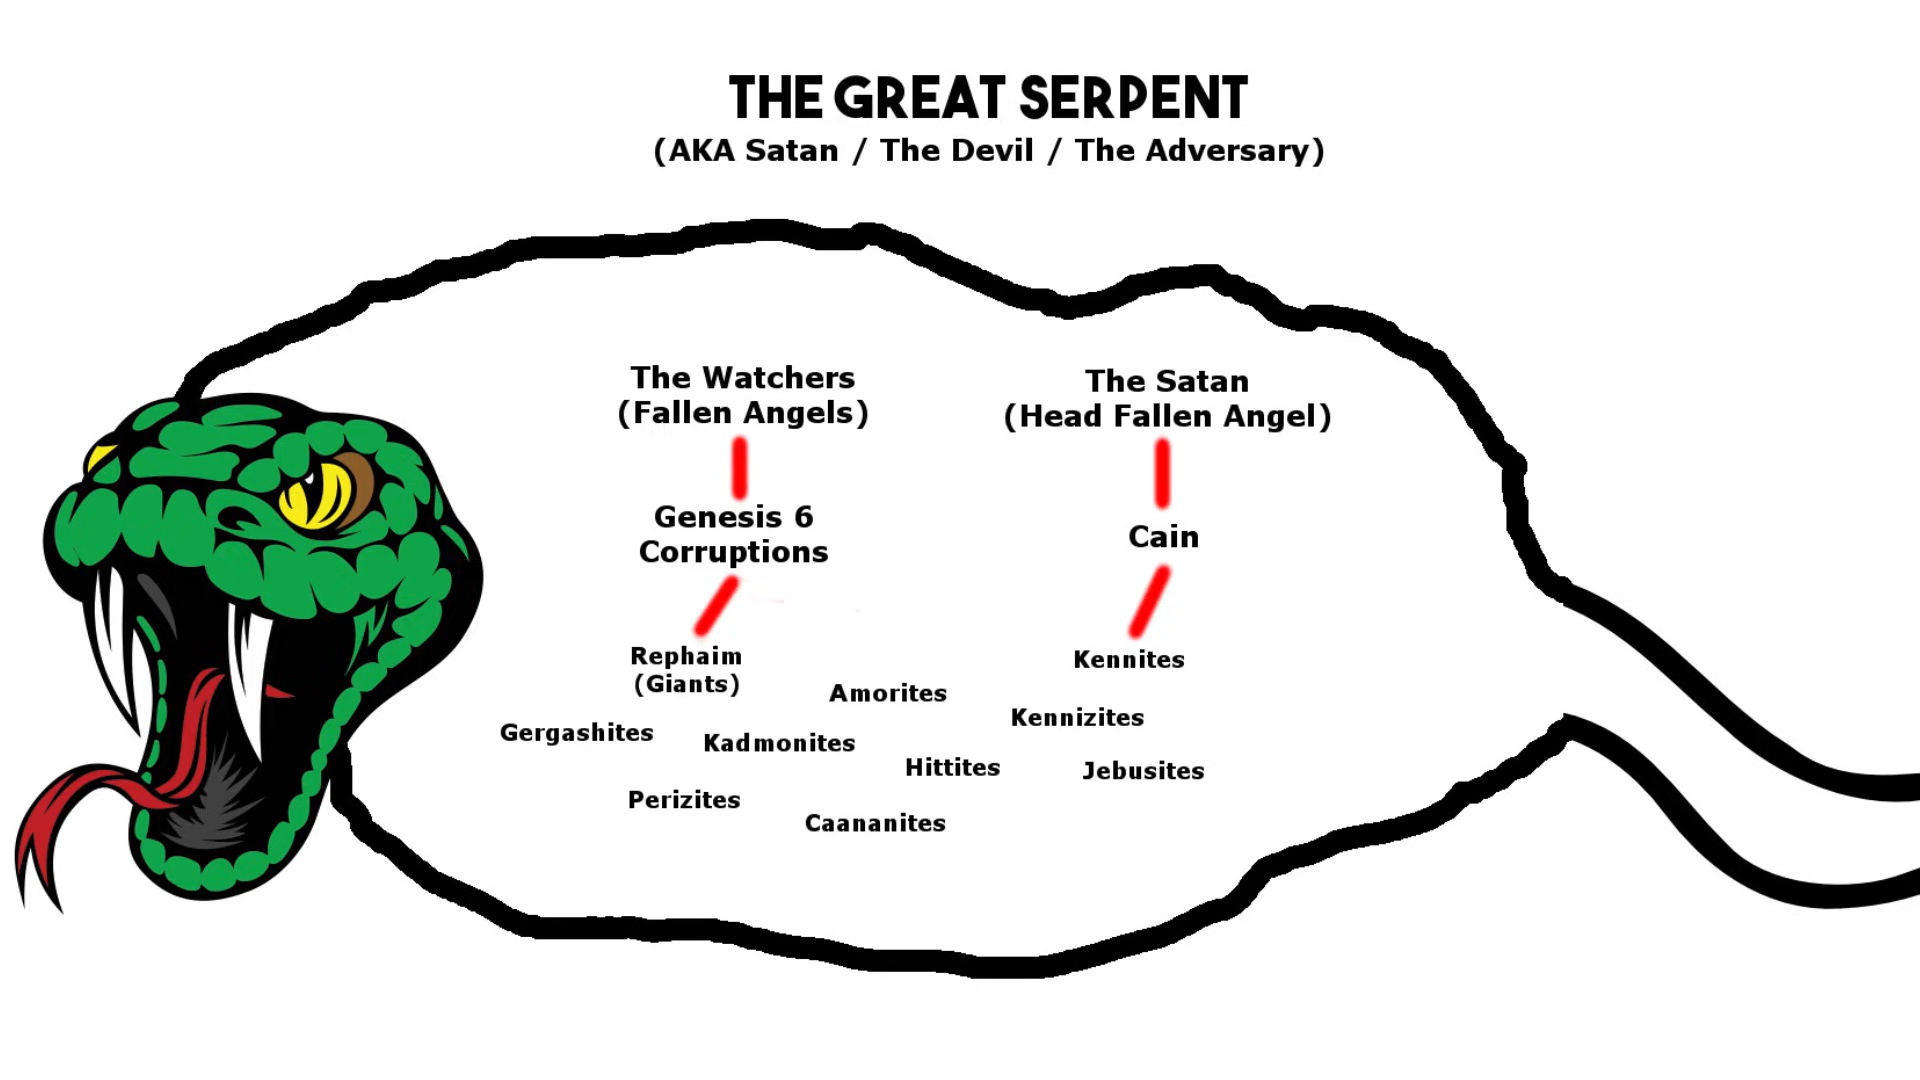 THE GREAT SERPENT
(AKA Satan / The Devil / The Adversary)
The Watchers
(Fallen Angels)
The Satan
(Head Fallen Angel)
Genesis 6
Corruptions
Cain
Rephaim
(Giants)
Kennites
Amorites
Kennizites
Gergashites
Kadmonites
Hittites
Jebusites
Perizites
Caananites